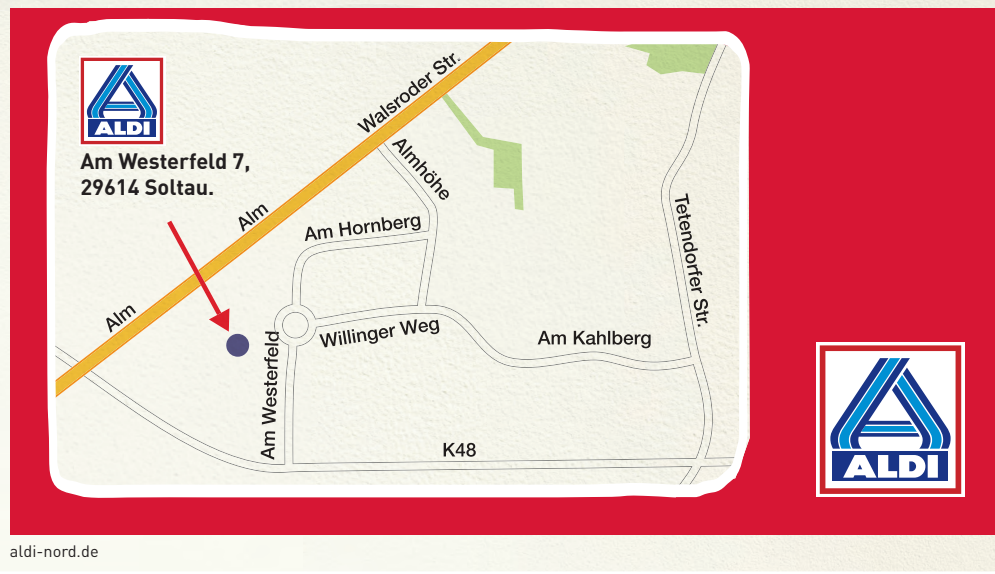 ALDI
Am Westerfeld 7,
29614 Soltau.
Walsroder Str.
Almhöhe
Alm
Am Hornberg
Tetendorfer Str.
Alm
Willinger Weg
Am Kahlberg
Am Westerfeld
K48
ALDI
aldi-nord.de